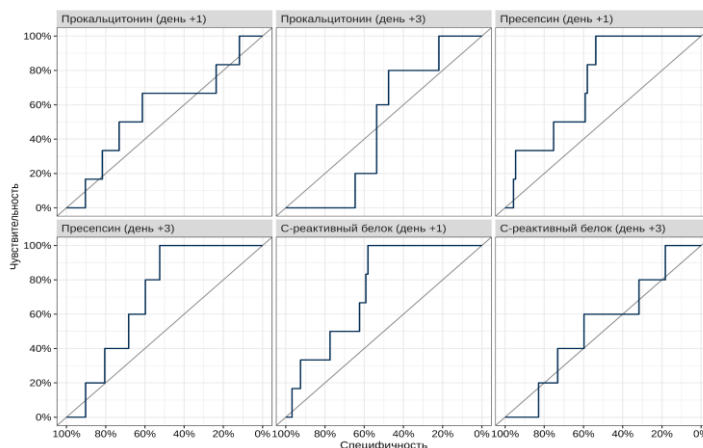 Прокальцитонин (день +1)
Прокальцитонин (день +3)
Пресепсин (день +1)
100%
80%
60%
40%
20%
0%
Чувствительность
Пресепсин (день +3)
С-реактивный белок (день +1)
С-реактивный белок (день +3)
100%
80%
60%
40%
20%
0%
100% 80% 60% 40% 20% 0%
100% 80% 60% 40% 20% 0%
100% 80% 60% 40% 20% 0%
Специфичность